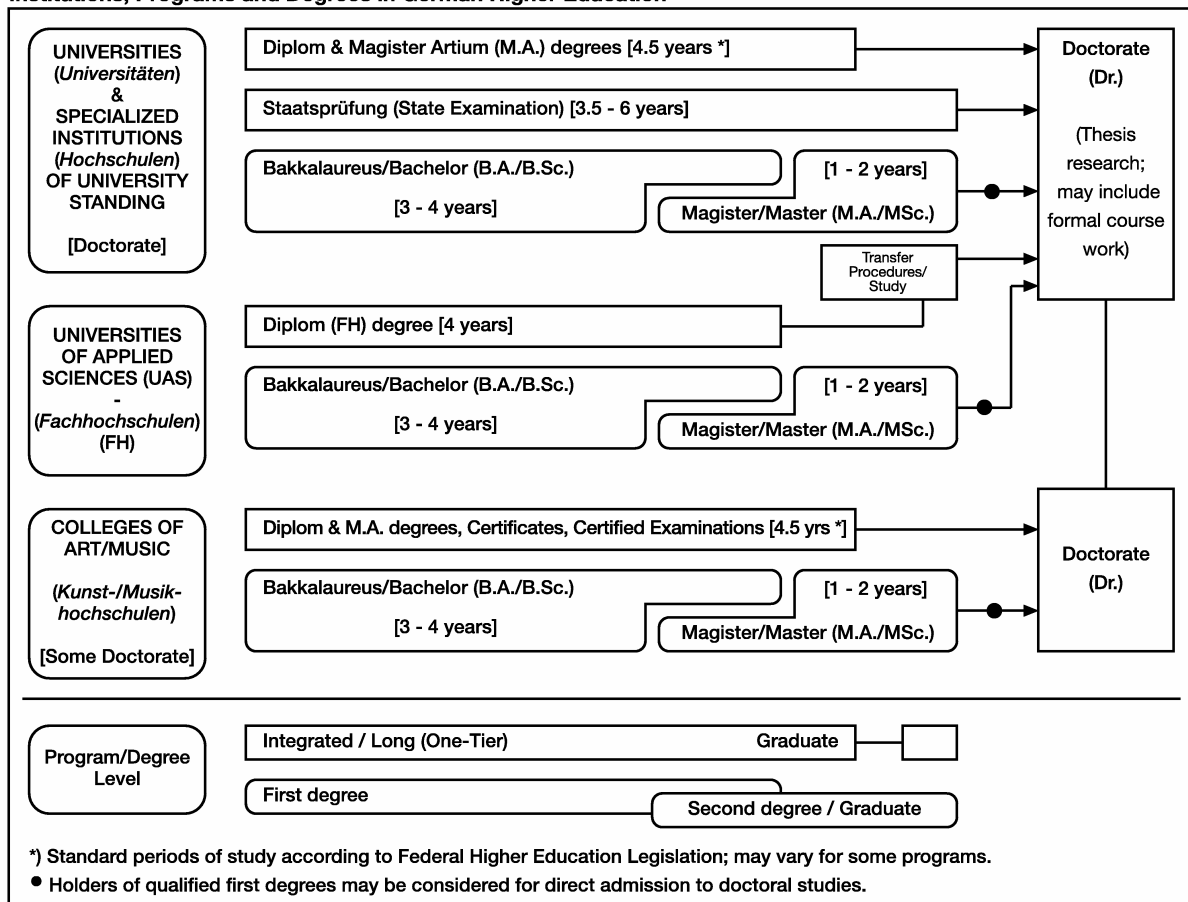 Institutions, Programs and Degrees in German Higher Education
UNIVERSITIES
(Universitäten)
&
SPECIALIZED
INSTITUTIONS
(Hochschulen)
OF UNIVERSITY
STANDING
[Doctorate]
Diplom & Magister Artium (M.A.) degrees [4.5 years *]
Staatsprüfung (State Examination) [3.5 - 6 years]
Bakkalaureus/Bachelor (B.A./B.Sc.)
[3 - 4 years]
[1 - 2 years]
Magister/Master (M.A./MSc.)
Transfer
Procedures/
Study
Doctorate
(Dr.)
(Thesis
research;
may include
formal course
work)
UNIVERSITIES
OF APPLIED
SCIENCES (UAS)
-
(Fachhochschulen)
(FH)
Diplom (FH) degree [4 years]
Bakkalaureus/Bachelor (B.A./B.Sc.)
[3 - 4 years]
[1 - 2 years]
Magister/Master (M.A./MSc.)
COLLEGES OF
ART/MUSIC
(Kunst-/Musik-
hochschulen)
[Some Doctorate]
Diplom & M.A. degrees, Certificates, Certified Examinations [4.5 yrs *]
Bakkalaureus/Bachelor (B.A./B.Sc.)
[3 - 4 years]
[1 - 2 years]
Magister/Master (M.A./MSc.)
Doctorate
(Dr.)
Program/Degree
Level
Integrated / Long (One-Tier)
Graduate
First degree
Second degree / Graduate
*) Standard periods of study according to Federal Higher Education Legislation; may vary for some programs.
● Holders of qualified first degrees may be considered for direct admission to doctoral studies.